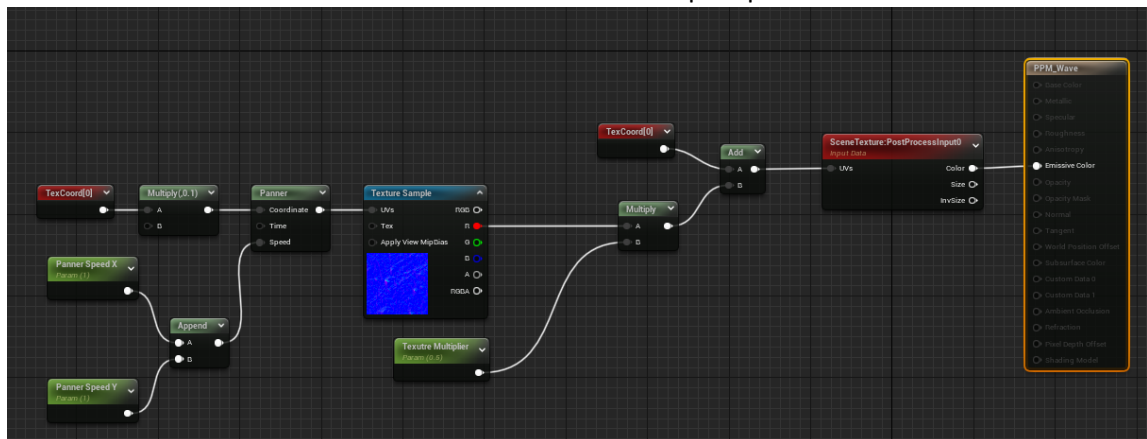 PPM_Wave
Base Color
Metallic
Specular
Roughness
Anisotropy
Emissive Color
Opacity
Opacity Mask
Normal
Tangent
World Position Offset
Subsurface Color
Custom Data 0
Custom Data 1
Ambient Occlusion
Refraction
Pixel Depth Offset
Shading Model
TexCoord[0]
Add
A
B
SceneTexture:PostProcessInput0
Input Data
UVs
Color
Size
InvSize
TexCoord[0]
Multiply(,0.1)
A
B
Panner
Coordinate
Time
Speed
Texture Sample
UVs
RGB
Tex
R
Apply View MipBias
G
B
A
RGBA
Multiply
A
B
Panner Speed X
Param (1)
Append
A
B
Texutre Multiplier
Param (0.5)
Panner Speed Y
Param (1)